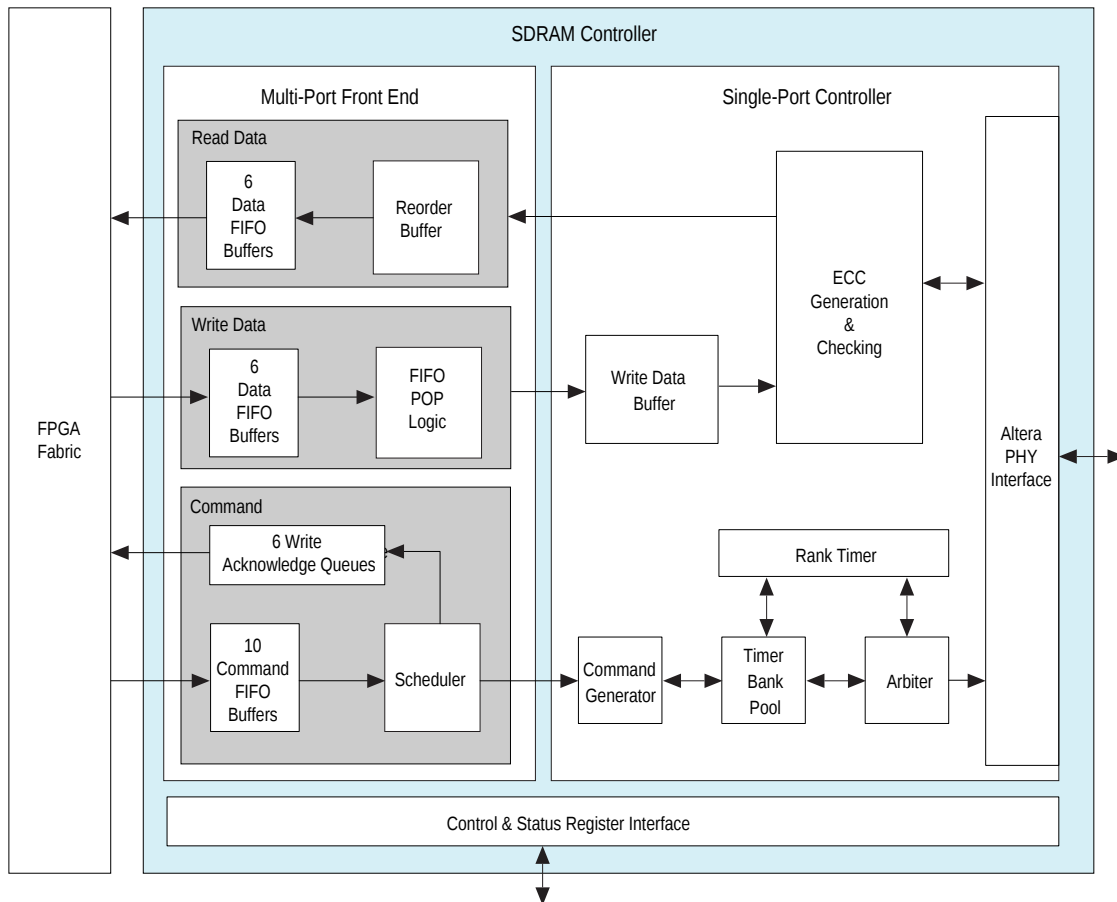 SDRAM Controller
Multi-Port Front End
Single-Port Controller
Read Data
6
Data
FIFO
Buffers
Reorder
Buffer
ECC
Generation
&
Checking
Write Data
6
Data
FIFO
Buffers
FIFO
POP
Logic
Write Data
Buffer
FPGA
Fabric
Altera
PHY
Interface
Command
6 Write
Acknowledge Queues
Rank Timer
10
Command
FIFO
Buffers
Scheduler
Command
Generator
Timer
Bank
Pool
Arbiter
Control & Status Register Interface